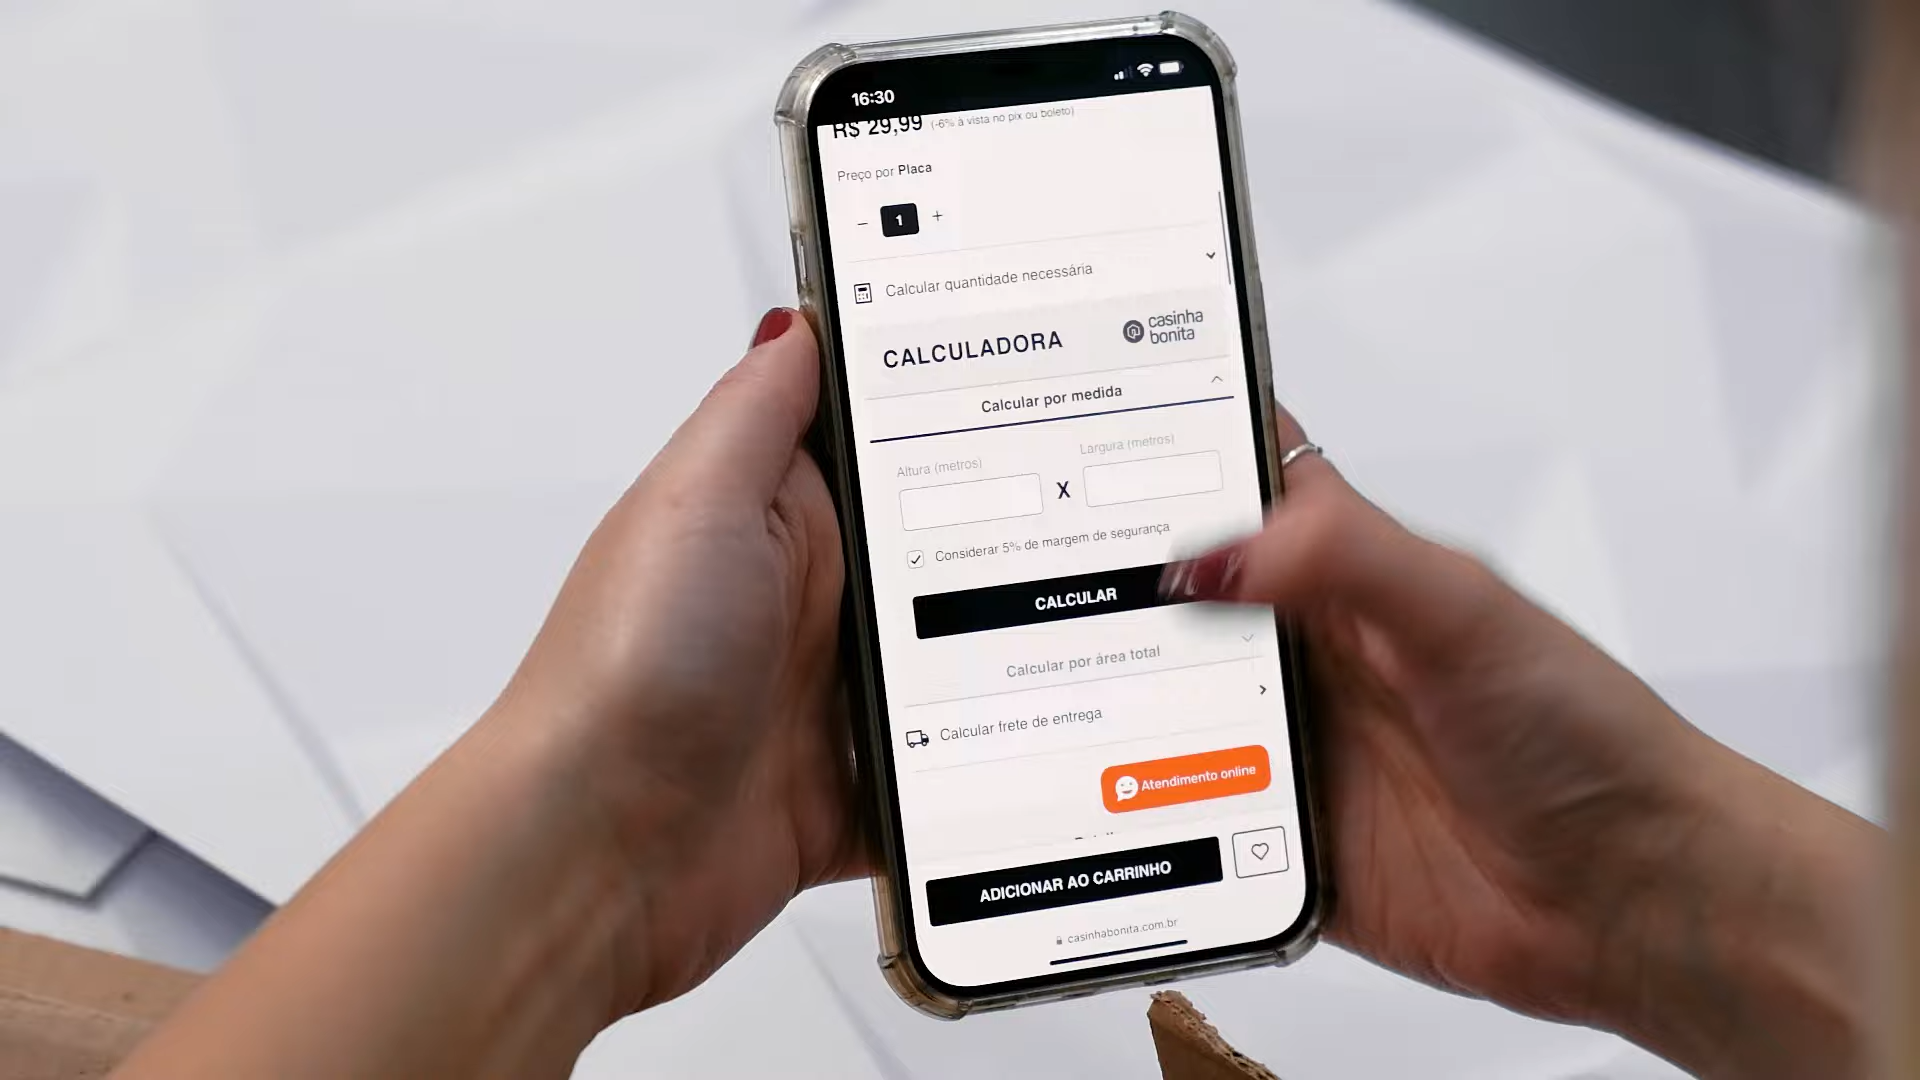 16:30
R$ 29,99 (-6% à vista no pix ou boleto)
Preço por Placa
− 1 +
Calcular quantidade necessária
CALCULADORA
casinha
bonita
Calcular por medida
Altura (metros) Largura (metros)
X
Considerar 5% de margem de segurança
CALCULAR
Calcular por área total
Calcular frete de entrega
Atendimento online
ADICIONAR AO CARRINHO
casinhabonita.com.br